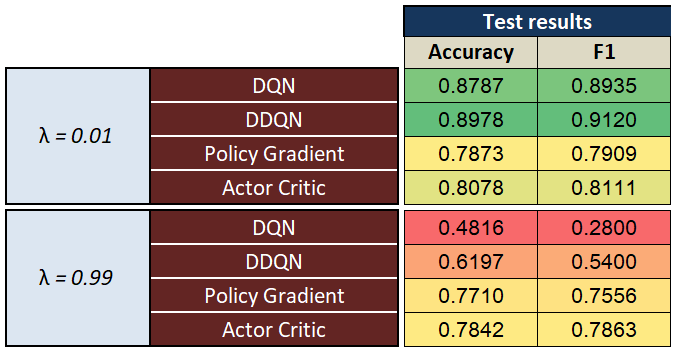 Test results
Accuracy F1
λ = 0.01
DQN 0.8787 0.8935
DDQN 0.8978 0.9120
Policy Gradient 0.7873 0.7909
Actor Critic 0.8078 0.8111
λ = 0.99
DQN 0.4816 0.2800
DDQN 0.6197 0.5400
Policy Gradient 0.7710 0.7556
Actor Critic 0.7842 0.7863